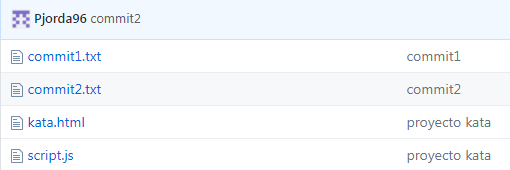 Pjorda96 commit2
commit1.txt commit1
commit2.txt commit2
kata.html proyecto kata
script.js proyecto kata